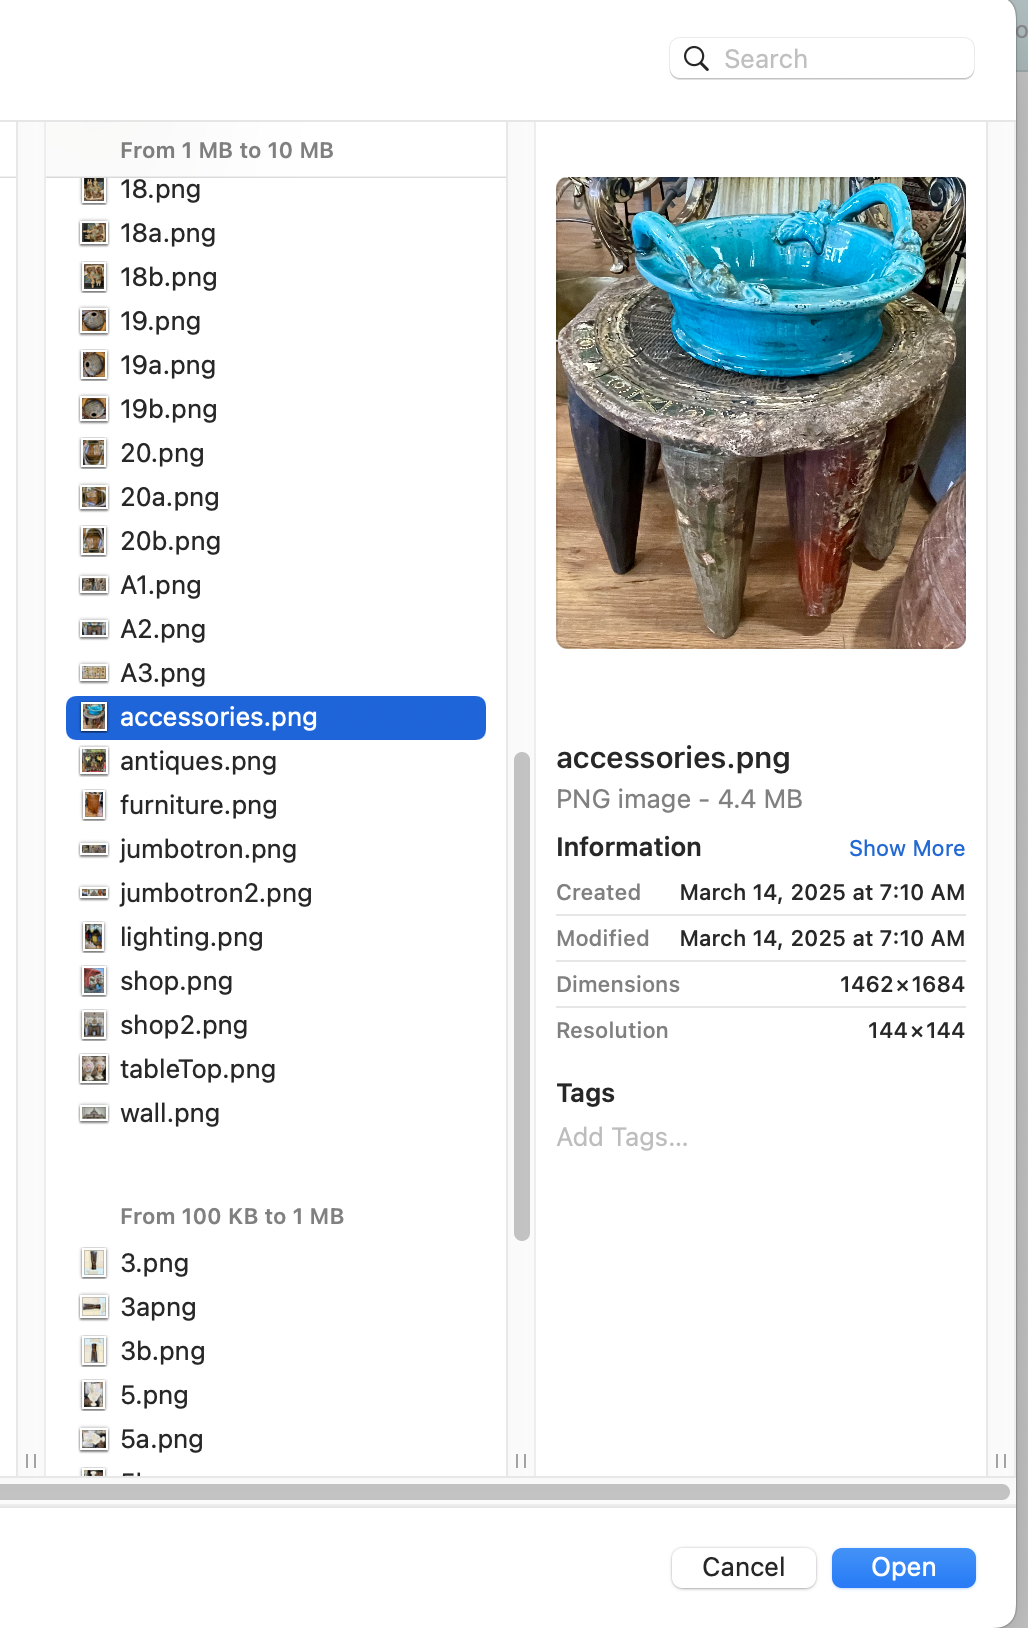 Search
From 1 MB to 10 MB
18.png
18a.png
18b.png
19.png
19a.png
19b.png
20.png
20a.png
20b.png
A1.png
A2.png
A3.png
accessories.png
antiques.png
furniture.png
jumbotron.png
jumbotron2.png
lighting.png
shop.png
shop2.png
tableTop.png
wall.png
From 100 KB to 1 MB
3.png
3apng
3b.png
5.png
5a.png
accessories.png
PNG image - 4.4 MB
Information Show More
Created March 14, 2025 at 7:10 AM
Modified March 14, 2025 at 7:10 AM
Dimensions 1462×1684
Resolution 144×144
Tags
Add Tags...
Cancel Open